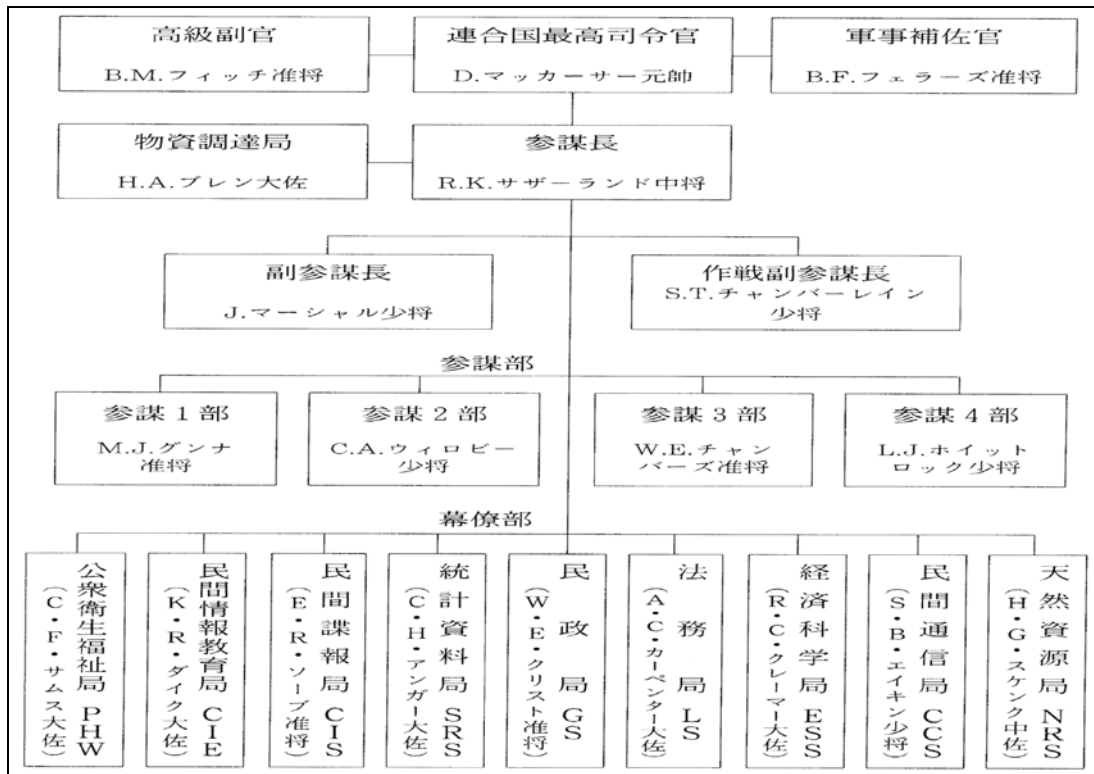 高級副官
B.M.フィッチ准将
連合国最高司令官
D.マッカーサー元帥
軍事補佐官
B.F.フェラーズ准将
物資調達局
H.A.ブレン大佐
参謀長
R.K.サザーランド中将
副参謀長
J.マーシャル少将
作戦副参謀長
S.T.チャンバーレイン
少将
参謀部
参謀1部
M.J.グンナ
准将
参謀2部
C.A.ウィロビー
少将
参謀3部
W.E.チャン
バーズ准将
参謀4部
L.J.ホイット
ロック少将
幕僚部
公衆衛生福祉局 PHW
(C・F・サムス大佐)
民間情報教育局 CIE
(K・R・ダイク大佐)
民間諜報局 CIS
(E・R・ソープ准将)
統計資料局 SRS
(C・H・アンガー大佐)
民政局 GS
(W・E・クリスト准将)
法務局 LS
(A・C・カーペンター大佐)
経済科学局 ESS
(R・C・クレーマー大佐)
民間通信局 CCS
(S・B・エイキン少将)
天然資源局 NRS
(H・G・スケンク中佐)